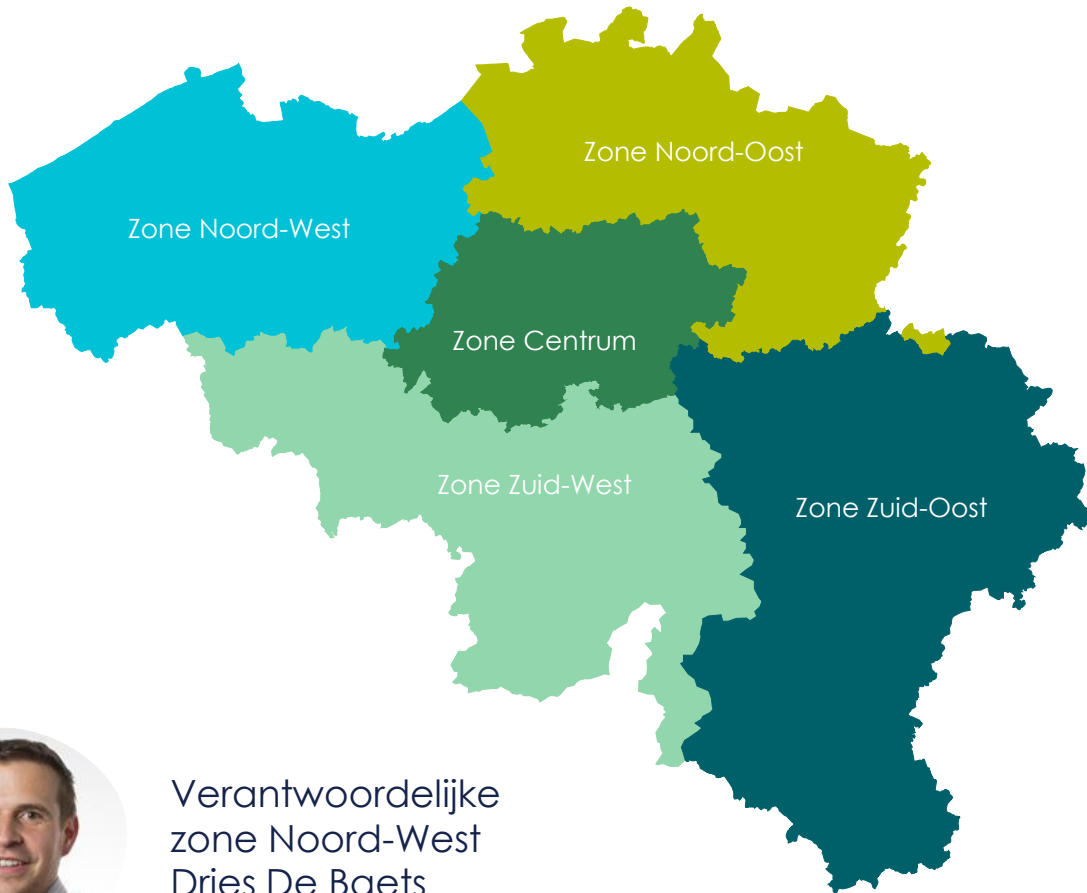 Zone Noord-Oost
Zone Noord-West
Zone Centrum
Zone Zuid-West
Zone Zuid-Oost
Verantwoordelijke
zone Noord-West
Dries De Baets